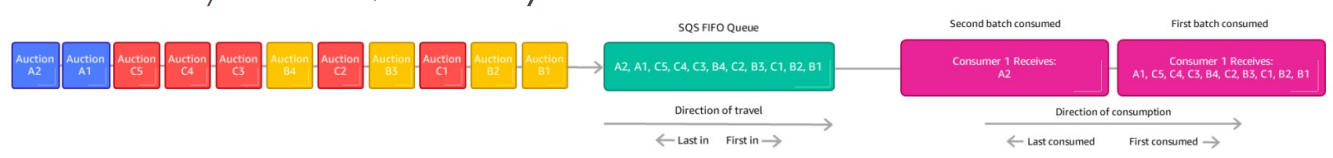 Auction A2
Auction A1
Auction C5
Auction C4
Auction C3
Auction B4
Auction C2
Auction B3
Auction C1
Auction B2
Auction B1
SQS FIFO Queue
A2, A1, C5, C4, C3, B4, C2, B3, C1, B2, B1
Direction of travel
Last in First in
Second batch consumed
Consumer 1 Receives:
A2
First batch consumed
Consumer 1 Receives:
A1, C5, C4, C3, B4, C2, B3, C1, B2, B1
Direction of consumption
Last consumed First consumed